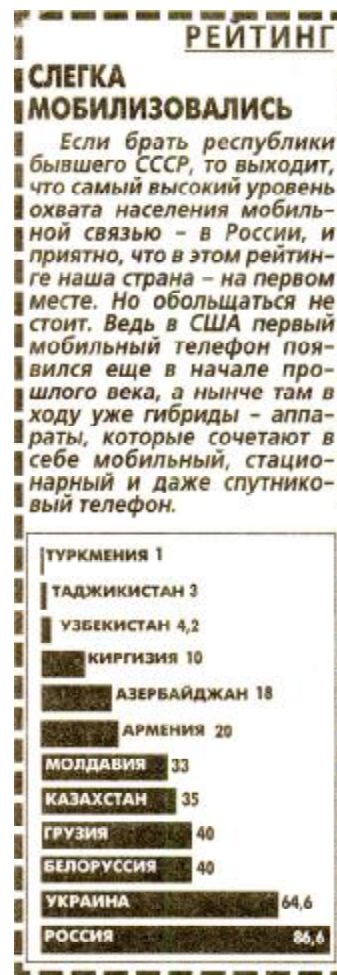 РЕЙТИНГ
СЛЕГКА
МОБИЛИЗОВАЛИСЬ
Если брать республики
бывшего СССР, то выходит,
что самый высокий уровень
охвата населения мобиль-
ной связью – в России, и
приятно, что в этом рейтин-
ге наша страна – на первом
месте. Но обольщаться не
стоит. Ведь в США первый
мобильный телефон поя-
вился еще в начале про-
шлого века, а нынче там в
ходу уже гибриды – аппа-
раты, которые сочетают в
себе мобильный, стацио-
нарный и даже спутнико-
вый телефон.
ТУРКМЕНИЯ 1
ТАДЖИКИСТАН 3
УЗБЕКИСТАН 4,2
КИРГИЗИЯ 10
АЗЕРБАЙДЖАН 18
АРМЕНИЯ 20
МОЛДАВИЯ 33
КАЗАХСТАН 35
ГРУЗИЯ 40
БЕЛОРУССИЯ 40
УКРАИНА 64,6
РОССИЯ 86,6